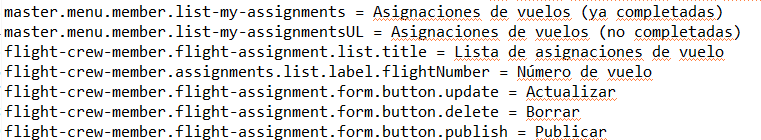 master.menu.member.list-my-assignments = Asignaciones de vuelos (ya completadas)
master.menu.member.list-my-assignmentsUL = Asignaciones de vuelos (no completadas)
flight-crew-member.flight-assignment.list.title = Lista de asignaciones de vuelo
flight-crew-member.assignments.list.label.flightNumber = Número de vuelo
flight-crew-member.flight-assignment.form.button.update = Actualizar
flight-crew-member.flight-assignment.form.button.delete = Borrar
flight-crew-member.flight-assignment.form.button.publish = Publicar